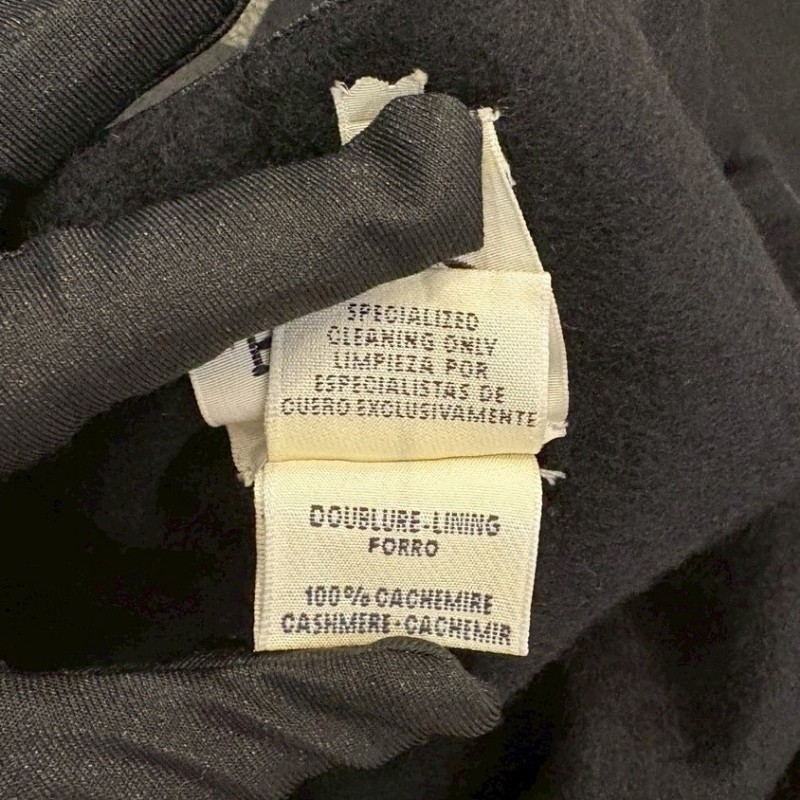 SPECIALIZED
CLEANING ONLY
LIMPIEZA POR
ESPECIALISTAS DE
CUERO EXCLUSIVAMENTE
DOUBLURE-LINING
FORRO
100% CACHEMIRE
CASHMERE-CACHEMIR